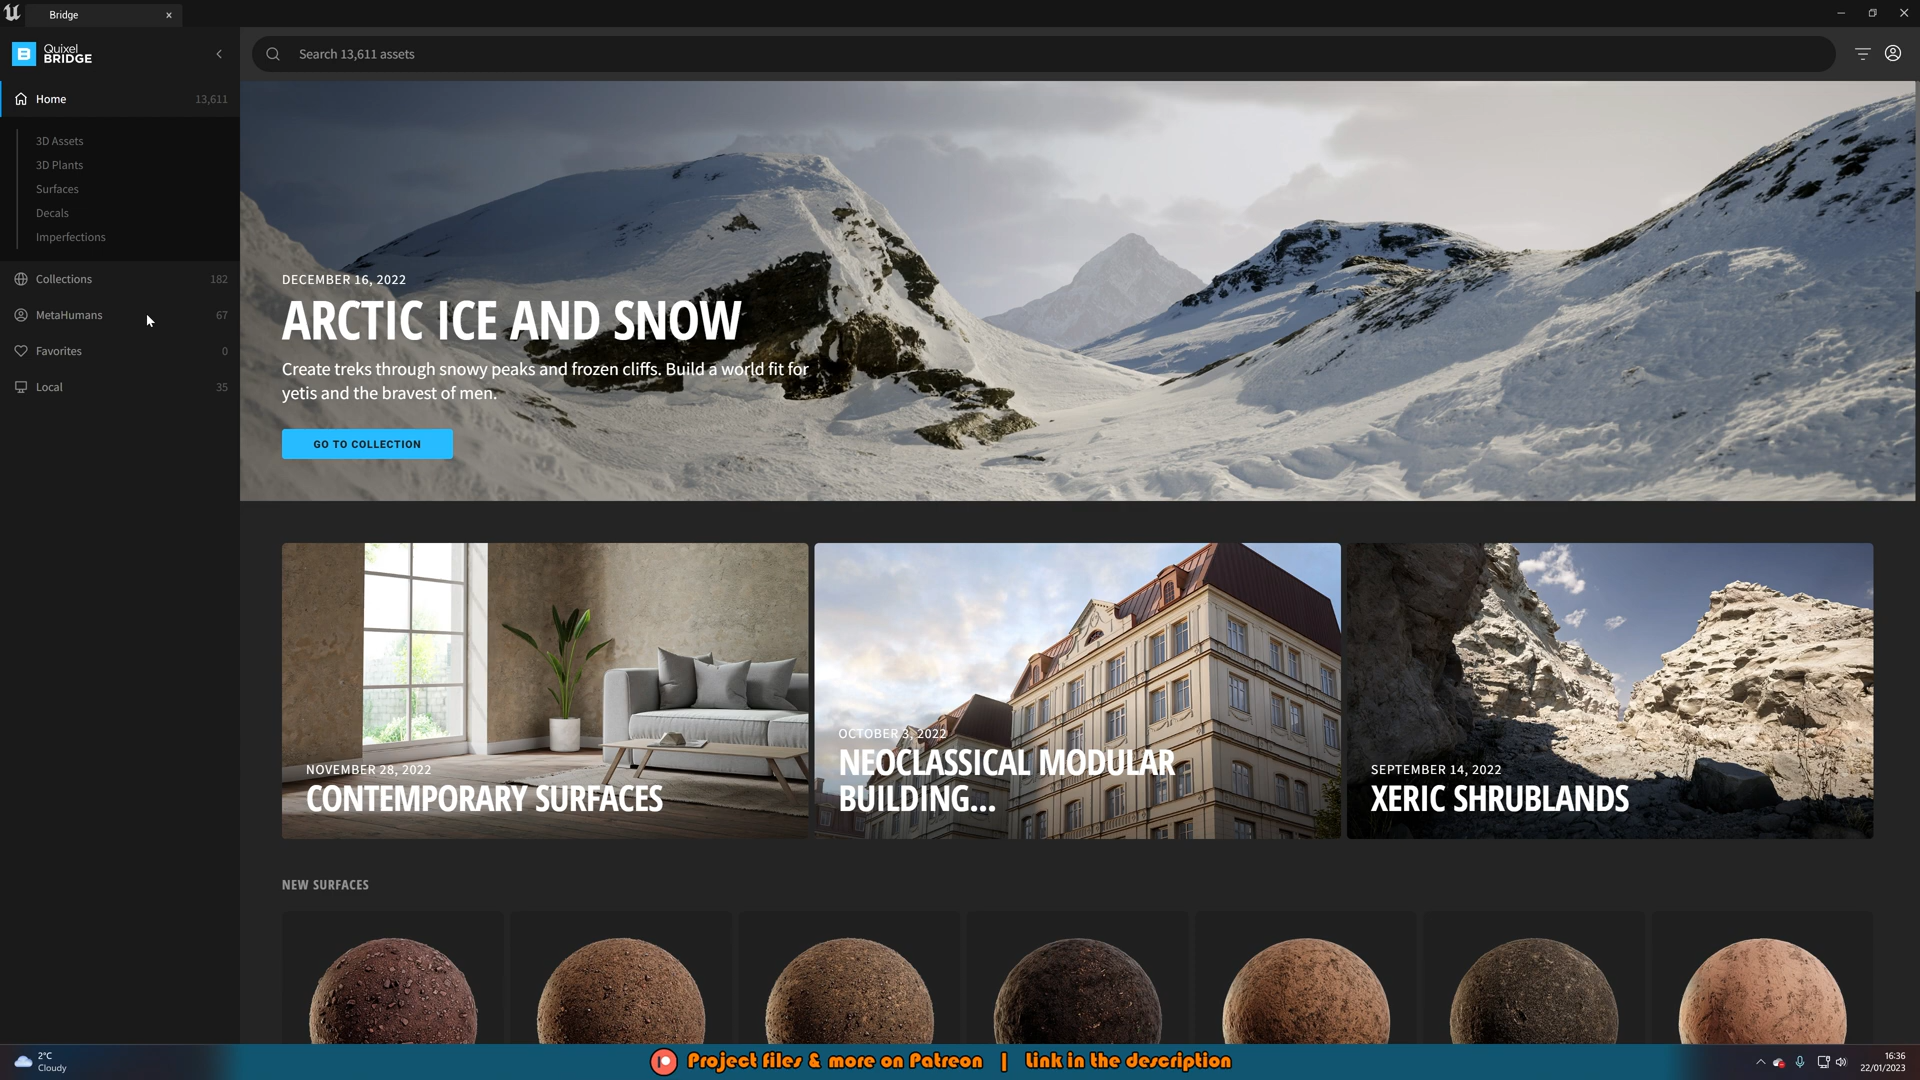 Bridge
Quixel
BRIDGE
Search 13,611 assets
Home 13,611
3D Assets
3D Plants
Surfaces
Decals
Imperfections
Collections 182
MetaHumans 67
Favorites 0
Local 35
DECEMBER 16, 2022
ARCTIC ICE AND SNOW
Create treks through snowy peaks and frozen cliffs. Build a world fit for
yetis and the bravest of men.
GO TO COLLECTION
NOVEMBER 28, 2022
CONTEMPORARY SURFACES
OCTOBER 3, 2022
NEOCLASSICAL MODULAR
BUILDING...
SEPTEMBER 14, 2022
XERIC SHRUBLANDS
NEW SURFACES
2°C
Cloudy
Project files & more on Patreon | Link in the description
16:36
22/01/2023